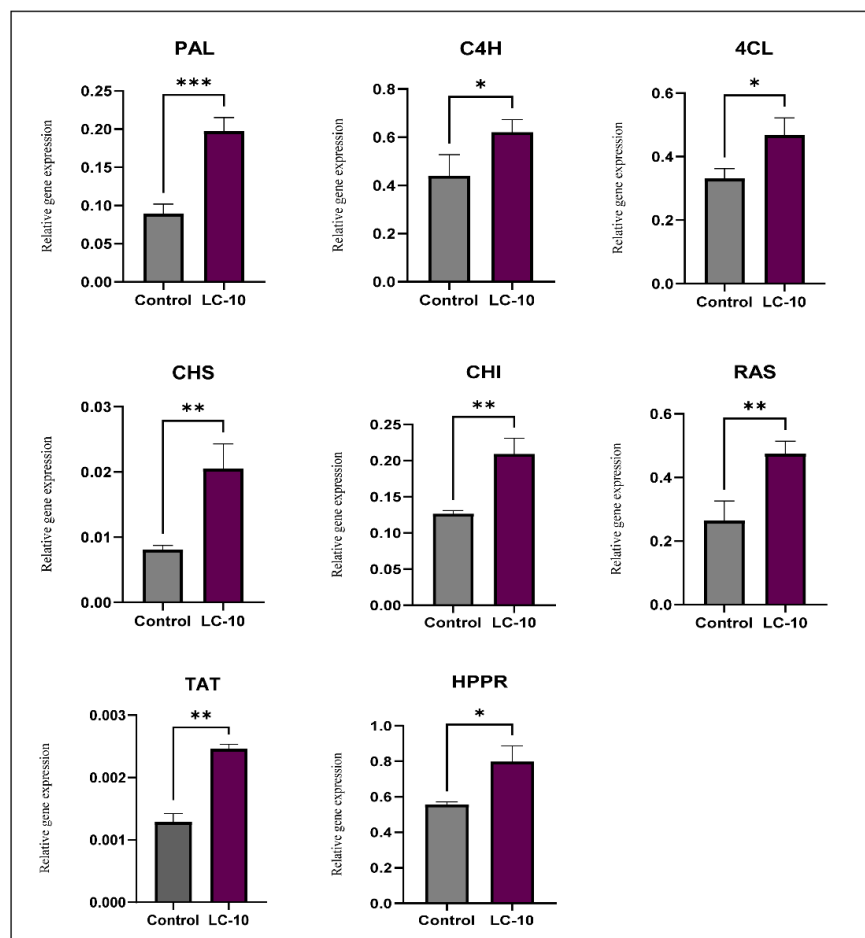 PAL
***
Relative gene expression
0.25
0.20
0.15
0.10
0.05
0.00
Control LC-10
C4H
*
Relative gene expression
0.8
0.6
0.4
0.2
0.0
Control LC-10
4CL
*
Relative gene expression
0.6
0.4
0.2
0.0
Control LC-10
CHS
**
Relative gene expression
0.03
0.02
0.01
0.00
Control LC-10
CHI
**
Relative gene expression
0.25
0.20
0.15
0.10
0.05
0.00
Control LC-10
RAS
**
Relative gene expression
0.6
0.4
0.2
0.0
Control LC-10
TAT
**
Relative gene expression
0.003
0.002
0.001
0.000
Control LC-10
HPPR
*
Relative gene expression
1.0
0.8
0.6
0.4
0.2
0.0
Control LC-10